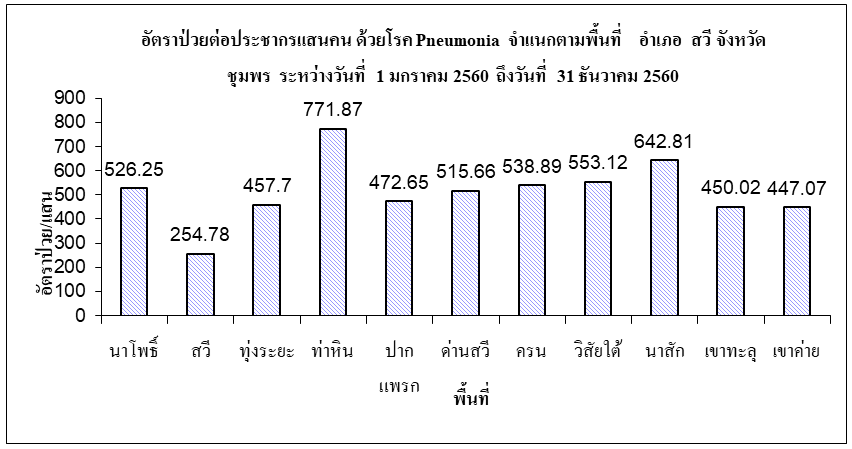 อัตราป่วยต่อประชากรแสนคน ด้วยโรค Pneumonia จำแนกตามพื้นที่ อำเภอ สวี จังหวัด
ชุมพร ระหว่างวันที่ 1 มกราคม 2560 ถึงวันที่ 31 ธันวาคม 2560
อัตราป่วย/แสน
900
800
700
600
500
400
300
200
100
0
526.25
254.78
457.7
771.87
472.65
515.66
538.89
553.12
642.81
450.02
447.07
นาโพธิ์
สวี
ทุ่งระยะ
ท่าหิน
ปาก
แพรก
ด่านสวี
ครน
วิสัยใต้
นาสัก
เขาทะลุ
เขาค่าย
พื้นที่